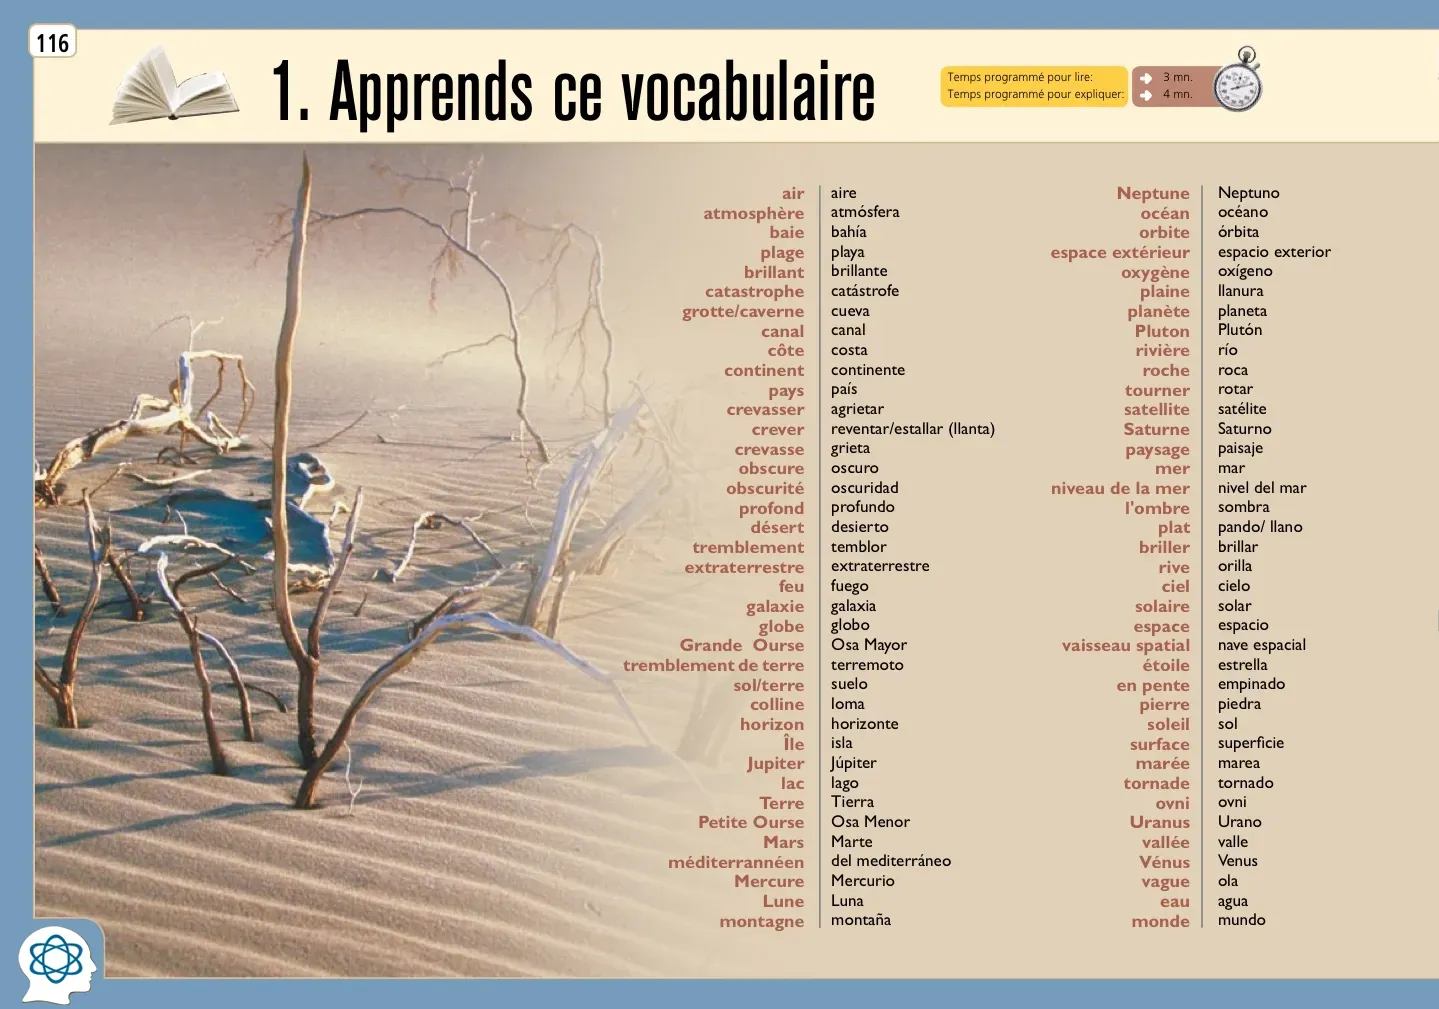 116
1. Apprends ce vocabulaire
Temps programmé pour lire: 3 mn.
Temps programmé pour expliquer: 4 mn.
air aire
atmosphère atmósfera
baie bahía
plage playa
brillant brillante
catastrophe catástrofe
grotte/caverne cueva
canal canal
côte costa
continent continente
pays país
crevasser agrietar
crever reventar/estallar (llanta)
crevasse grieta
obscure oscuro
obscurité oscuridad
profond profundo
désert desierto
tremblement temblor
extraterrestre extraterrestre
feu fuego
galaxie galaxia
globe globo
Grande Ourse Osa Mayor
tremblement de terre terremoto
sol/terre suelo
colline loma
horizon horizonte
Île isla
Jupiter Júpiter
lac lago
Terre Tierra
Petite Ourse Osa Menor
Mars Marte
méditerrannéen del mediterráneo
Mercure Mercurio
Lune Luna
montagne montaña
Neptune Neptuno
océan océano
orbite órbita
espace extérieur espacio exterior
oxygène oxígeno
plaine llanura
planète planeta
Pluton Plutón
rivière río
roche roca
tourner rotar
satellite satélite
Saturne Saturno
paysage paisaje
mer mar
niveau de la mer nivel del mar
l'ombre sombra
plat pando/ llano
briller brillar
rive orilla
ciel cielo
solaire solar
espace espacio
vaisseau spatial nave espacial
étoile estrella
en pente empinado
pierre piedra
soleil sol
surface superficie
marée marea
tornade tornado
ovni ovni
Uranus Urano
vallée valle
Vénus Venus
vague ola
eau agua
monde mundo